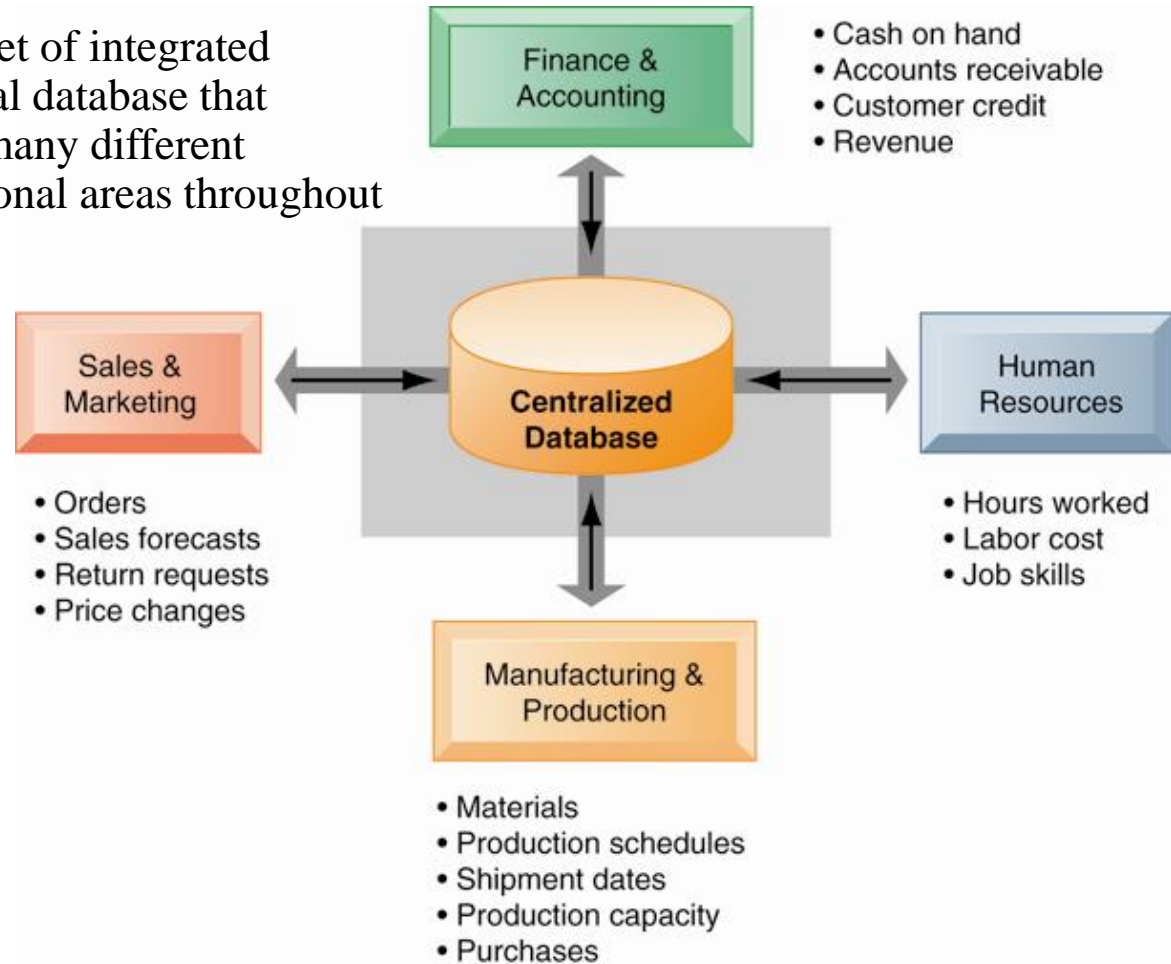 et of integrated
al database that
many different
onal areas throughout
Finance &
Accounting
• Cash on hand
• Accounts receivable
• Customer credit
• Revenue
Sales &
Marketing
• Orders
• Sales forecasts
• Return requests
• Price changes
Centralized
Database
Human
Resources
• Hours worked
• Labor cost
• Job skills
Manufacturing &
Production
• Materials
• Production schedules
• Shipment dates
• Production capacity
• Purchases